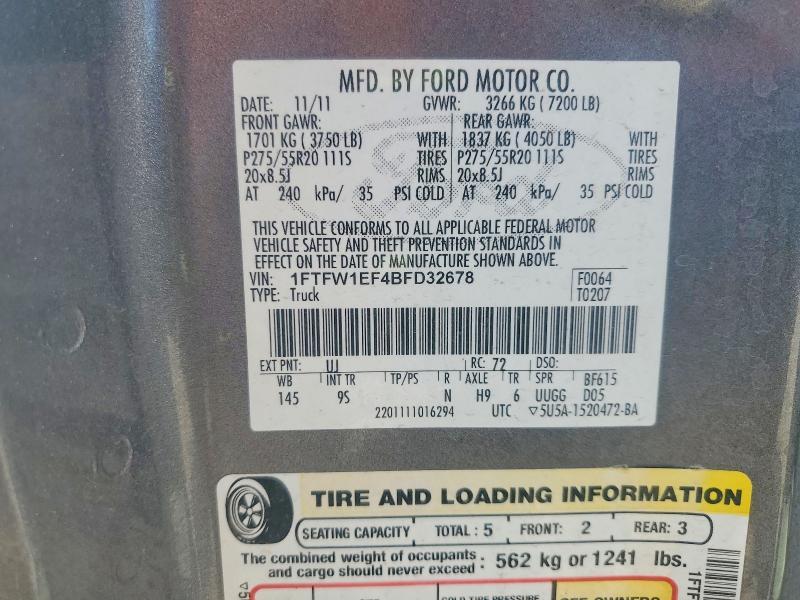 MFD. BY FORD MOTOR CO.
DATE: 11/11 GVWR: 3266 KG ( 7200 LB)
FRONT GAWR: REAR GAWR:
1701 KG ( 3750 LB) WITH 1837 KG ( 4050 LB) WITH
P275/55R20 111S TIRES P275/55R20 111S TIRES
20x8.5J RIMS 20x8.5J RIMS
AT 240 kPa/ 35 PSI COLD AT 240 kPa/ 35 PSI COLD
THIS VEHICLE CONFORMS TO ALL APPLICABLE FEDERAL MOTOR
VEHICLE SAFETY AND THEFT PREVENTION STANDARDS IN
EFFECT ON THE DATE OF MANUFACTURE SHOWN ABOVE.
VIN: 1FTFW1EF4BFD32678 F0064
TYPE: Truck T0207
EXT PNT: UJ RC: 72 DSO:
WB INT TR TP/PS R AXLE TR SPR BF615
145 9S N H9 6 UUGG D05
2201111016294 UTC ▽5U5A-1520472-BA
TIRE AND LOADING INFORMATION
SEATING CAPACITY TOTAL : 5 FRONT: 2 REAR: 3
The combined weight of occupants
and cargo should never exceed : 562 kg or 1241 lbs.